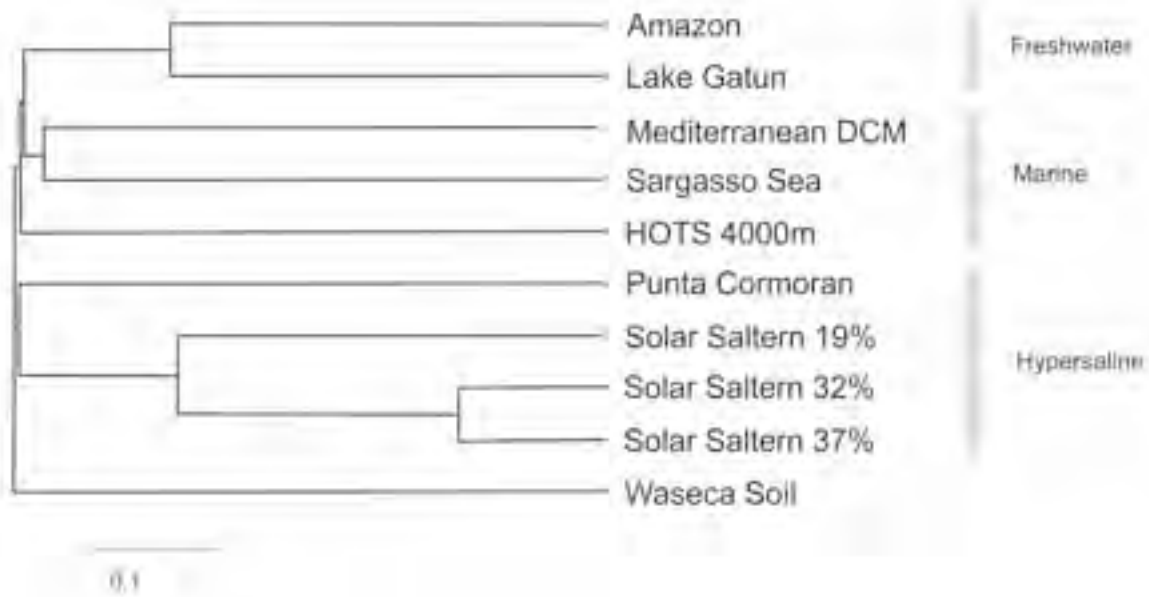 Amazon
Lake Gatun
Freshwater
Mediterranean DCM
Sargasso Sea
Marine
HOTS 4000m
Punta Cormoran
Solar Saltern 19%
Solar Saltern 32%
Hypersaline
Solar Saltern 37%
Waseca Soil
0.1